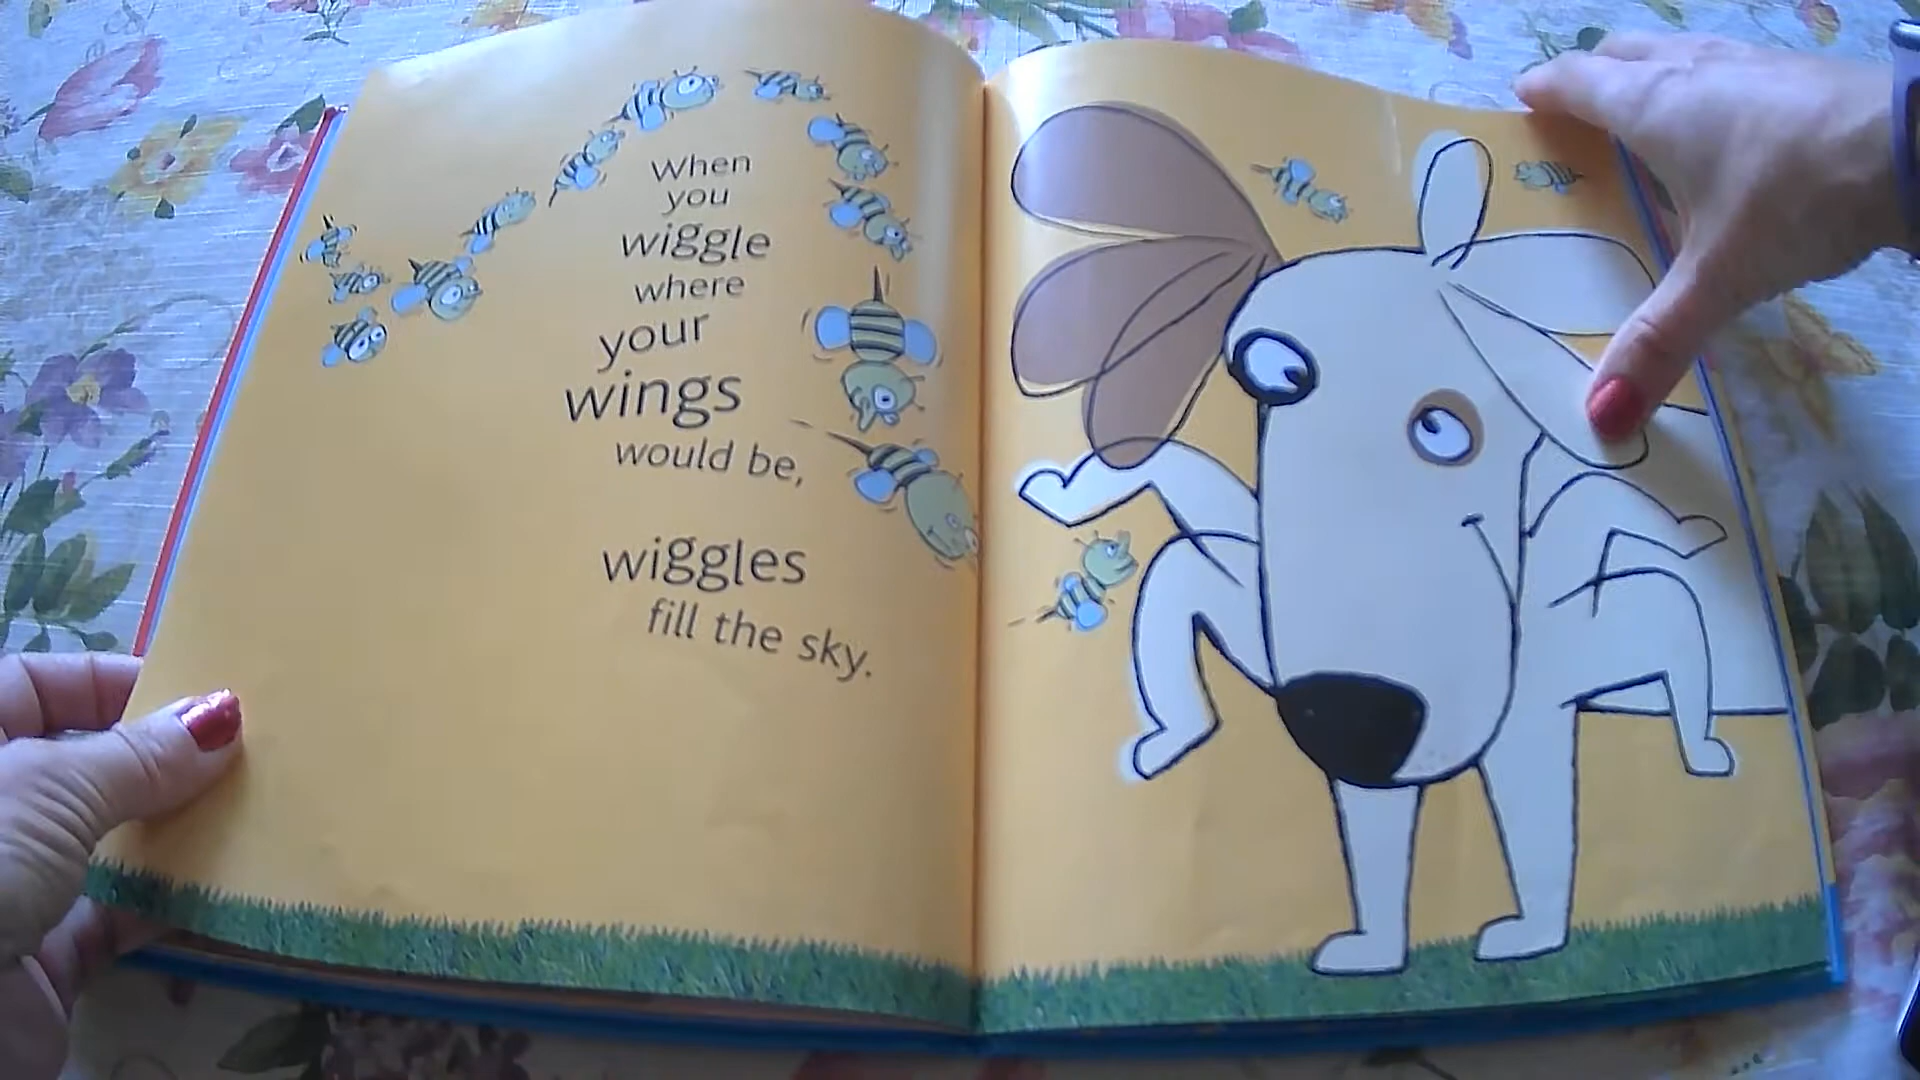 When
you
wiggle
where
your
wings
would be,
wiggles
fill the sky.